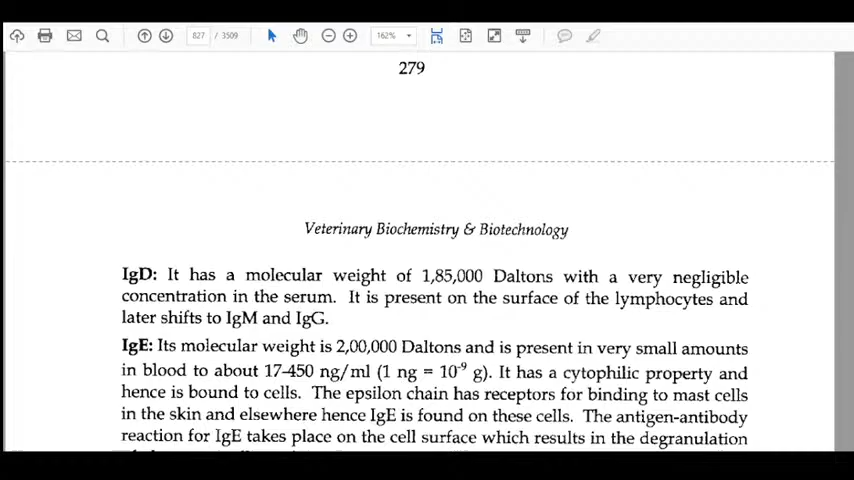 827 / 3509
162%
279
Veterinary Biochemistry & Biotechnology
IgD: It has a molecular weight of 1,85,000 Daltons with a very negligible
concentration in the serum. It is present on the surface of the lymphocytes and
later shifts to IgM and IgG.
IgE: Its molecular weight is 2,00,000 Daltons and is present in very small amounts
in blood to about 17-450 ng/ml (1 ng = 10⁻⁹ g). It has a cytophilic property and
hence is bound to cells. The epsilon chain has receptors for binding to mast cells
in the skin and elsewhere hence IgE is found on these cells. The antigen-antibody
reaction for IgE takes place on the cell surface which results in the degranulation